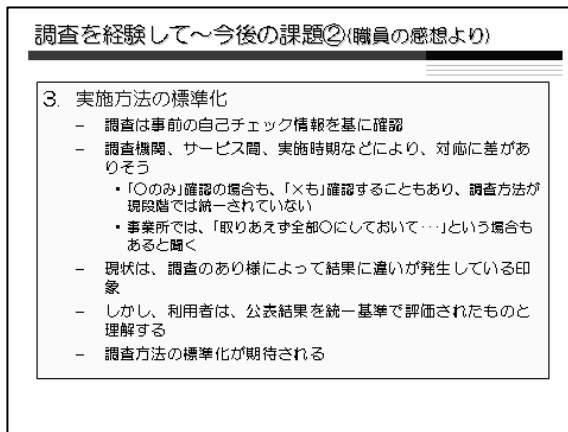 調査を経験して～今後の課題②(職員の感想より)
3. 実施方法の標準化
– 調査は事前の自己チェック情報を基に確認
– 調査機関、サービス間、実施時期などにより、対応に差があ
りそう
・「○のみ」確認の場合も、「×も」確認することもあり、調査方法が
現段階では統一されていない
・事業所では、「取りあえず全部○にしておいて･･･」という場合も
あると聞く
– 現状は、調査のあり様によって結果に違いが発生している印
象
– しかし、利用者は、公表結果を統一基準で評価されたものと
理解する
– 調査方法の標準化が期待される